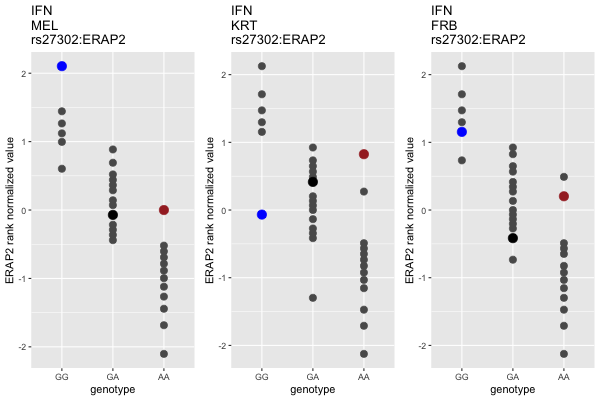 IFN
MEL
rs27302:ERAP2
ERAP2 rank normalized value
2
1
0
-1
-2
GG
GA
AA
genotype
IFN
KRT
rs27302:ERAP2
ERAP2 rank normalized value
2
1
0
-1
-2
GG
GA
AA
genotype
IFN
FRB
rs27302:ERAP2
ERAP2 rank normalized value
2
1
0
-1
-2
GG
GA
AA
genotype